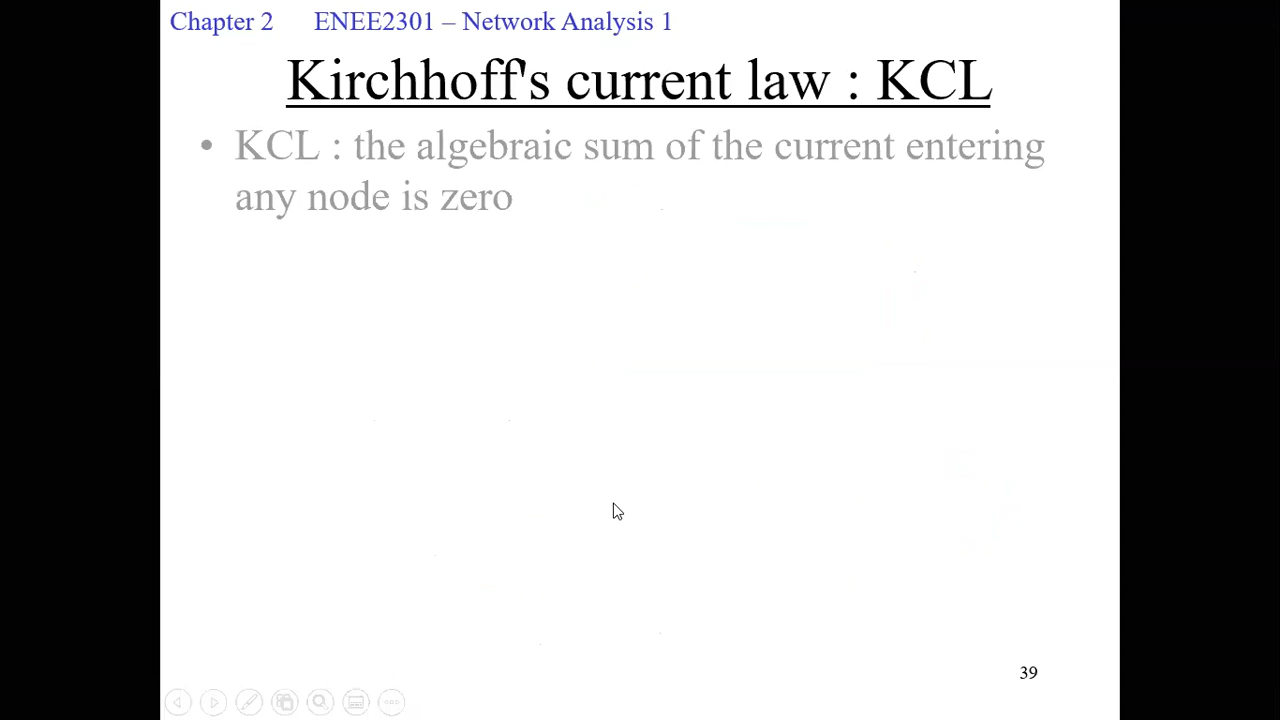 Chapter 2 ENEE2301 – Network Analysis 1
Kirchhoff's current law : KCL
• KCL : the algebraic sum of the current entering
any node is zero
39